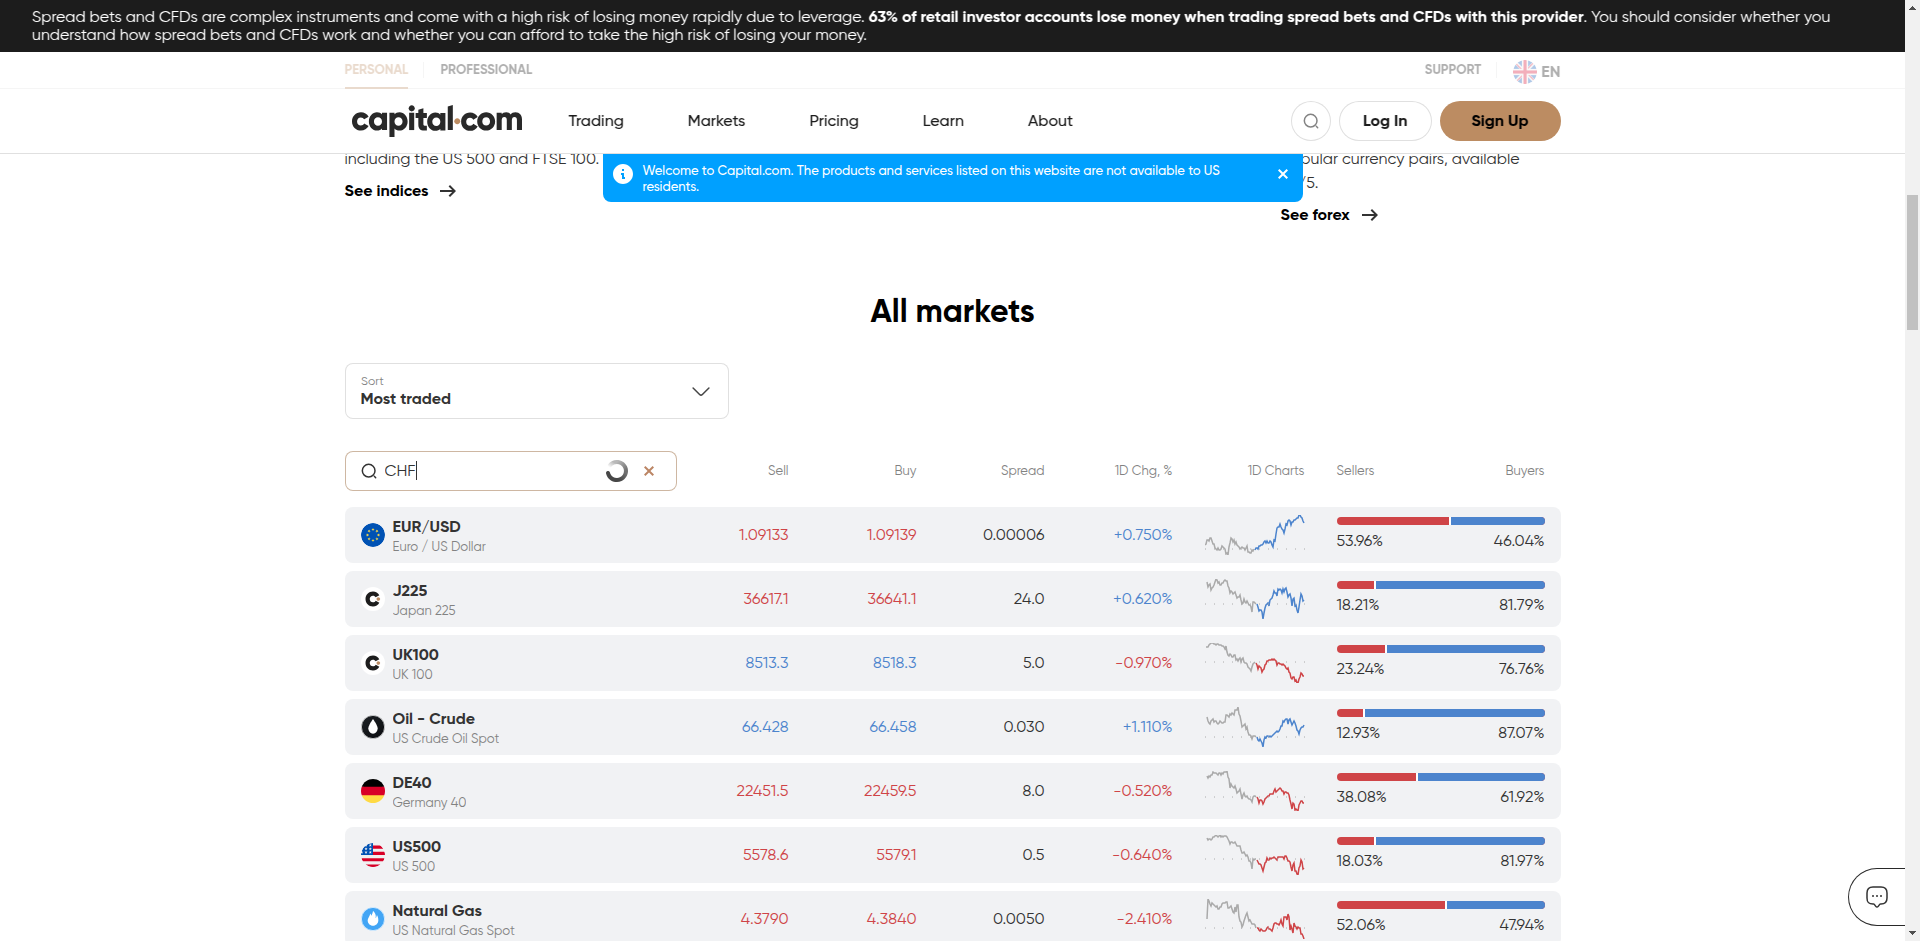 Spread bets and CFDs are complex instruments and come with a high risk of losing money rapidly due to leverage. 63% of retail investor accounts lose money when trading spread bets and CFDs with this provider. You should consider whether you
understand how spread bets and CFDs work and whether you can afford to take the high risk of losing your money.
PERSONAL PROFESSIONAL SUPPORT EN
capital.com Trading Markets Pricing Learn About Log In Sign Up
including the US 500 and FTSE 100.
pular currency pairs, available
Welcome to Capital.com. The products and services listed on this website are not available to US
residents.
/5.
See indices
See forex
All markets
Sort
Most traded
CHF Sell Buy Spread 1D Chg, % 1D Charts Sellers Buyers
EUR/USD
Euro / US Dollar
1.09133 1.09139 0.00006 +0.750% 53.96% 46.04%
J225
Japan 225
36617.1 36641.1 24.0 +0.620% 18.21% 81.79%
UK100
UK 100
8513.3 8518.3 5.0 -0.970% 23.24% 76.76%
Oil - Crude
US Crude Oil Spot
66.428 66.458 0.030 +1.110% 12.93% 87.07%
DE40
Germany 40
22451.5 22459.5 8.0 -0.520% 38.08% 61.92%
US500
US 500
5578.6 5579.1 0.5 -0.640% 18.03% 81.97%
Natural Gas
US Natural Gas Spot
4.3790 4.3840 0.0050 -2.410% 52.06% 47.94%